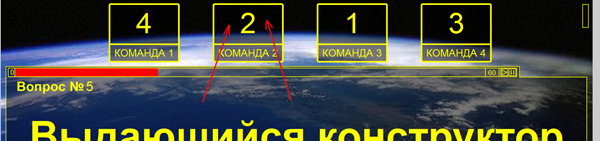 4 2 1 3
КОМАНДА 1 КОМАНДА 2 КОМАНДА 3 КОМАНДА 4
0 60
Вопрос № 5
Выдающийся конструктор